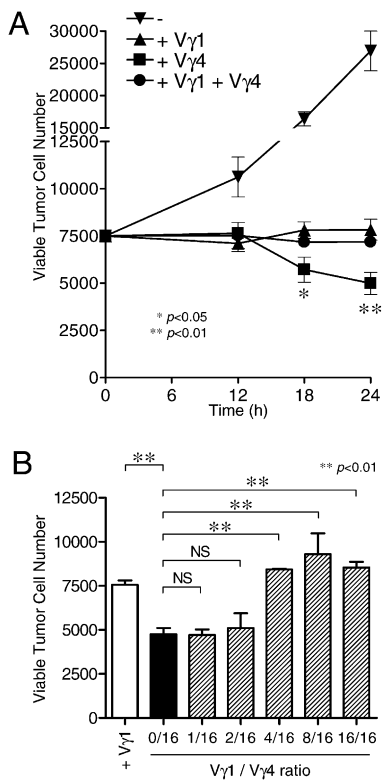 A
-
+ Vγ1
+ Vγ4
+ Vγ1 + Vγ4
30000
25000
20000
15000
12500
10000
7500
5000
2500
0
Viable Tumor Cell Number
*
**
* p<0.05
** p<0.01
0 6 12 18 24
Time (h)
B
** ** p<0.01
**
**
**
NS
NS
12500
10000
7500
5000
2500
0
Viable Tumor Cell Number
+ Vγ1 0/16 1/16 2/16 4/16 8/16 16/16
Vγ1 / Vγ4 ratio